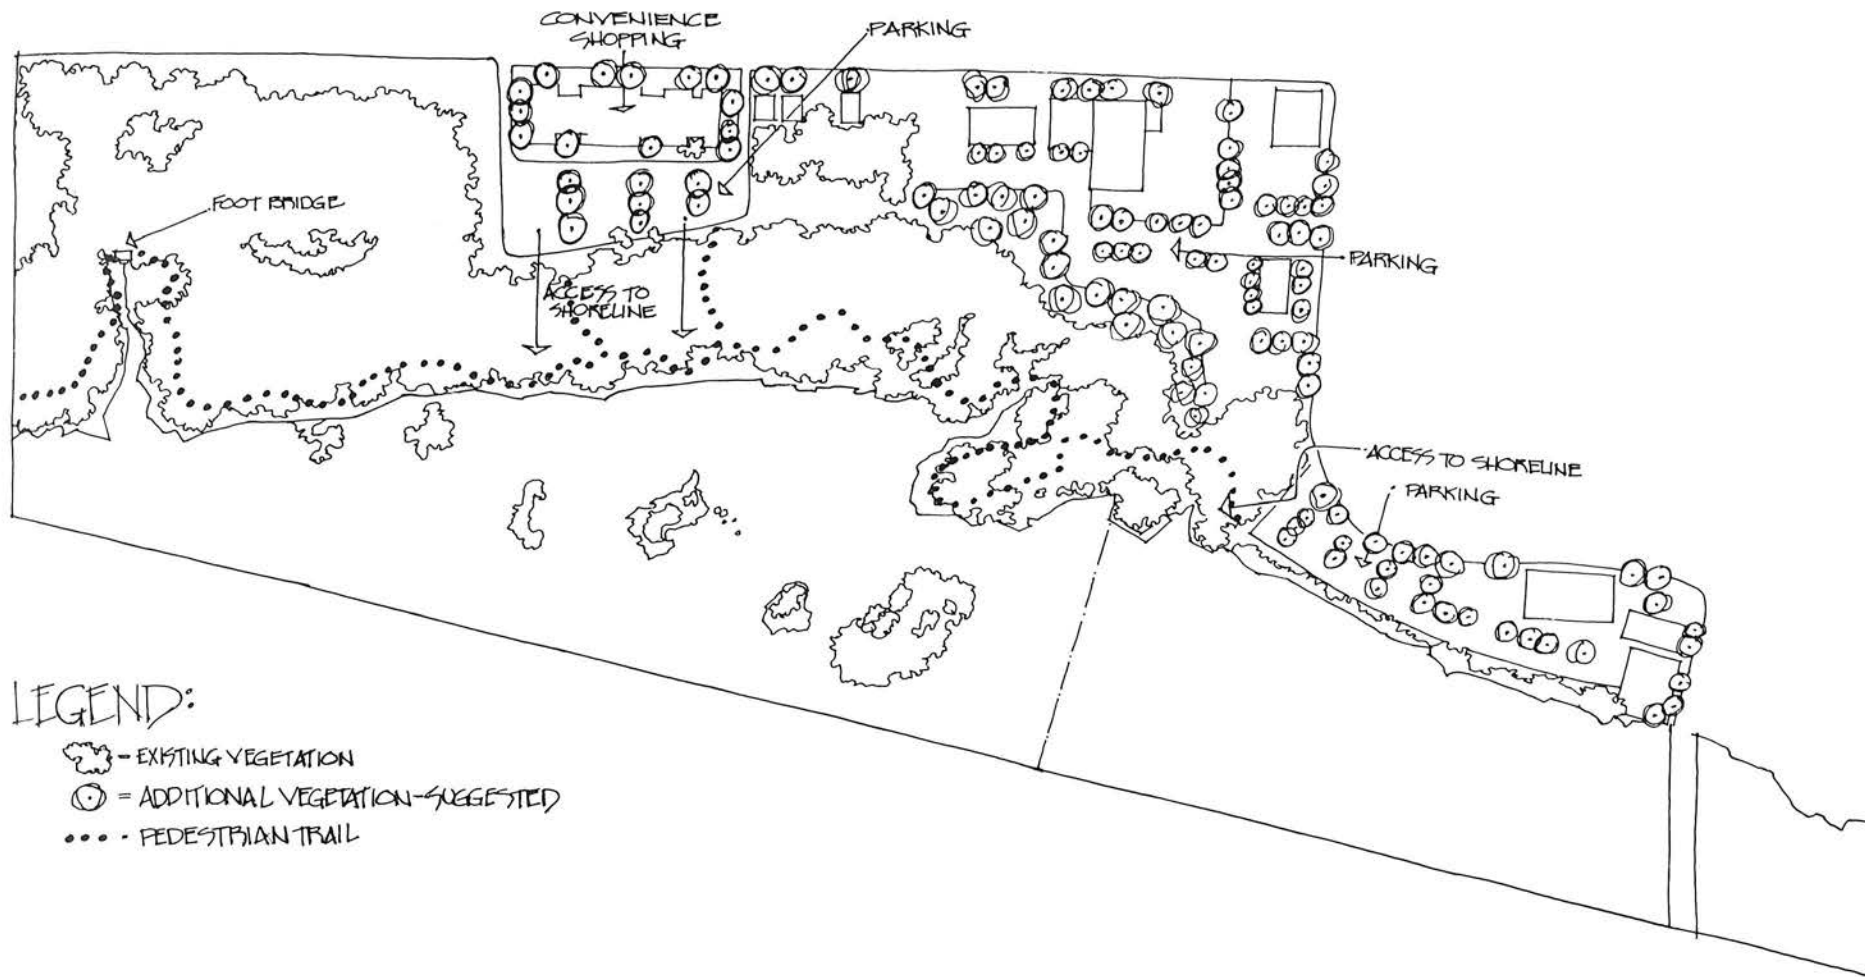 CONVENIENCE
SHOPPING
PARKING
FOOT BRIDGE
PARKING
ACCESS TO
SHORELINE
ACCESS TO SHORELINE
PARKING
LEGEND:
- EXISTING VEGETATION
= ADDITIONAL VEGETATION-SUGGESTED
- PEDESTRIAN TRAIL